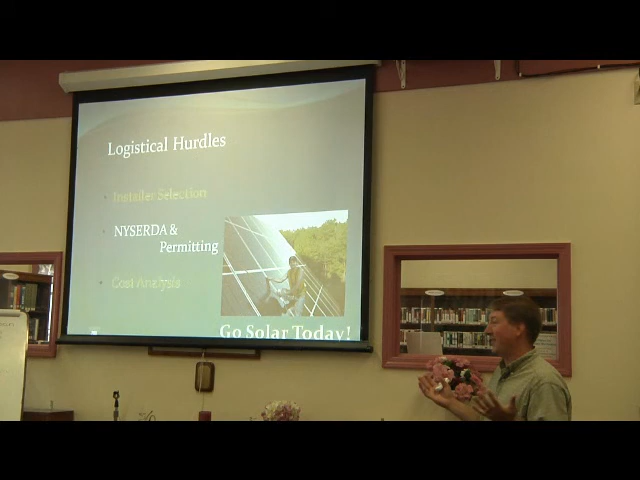 Logistical Hurdles
Installer Selection
NYSERDA &
Permitting
Cost Analysis
Go Solar Today!